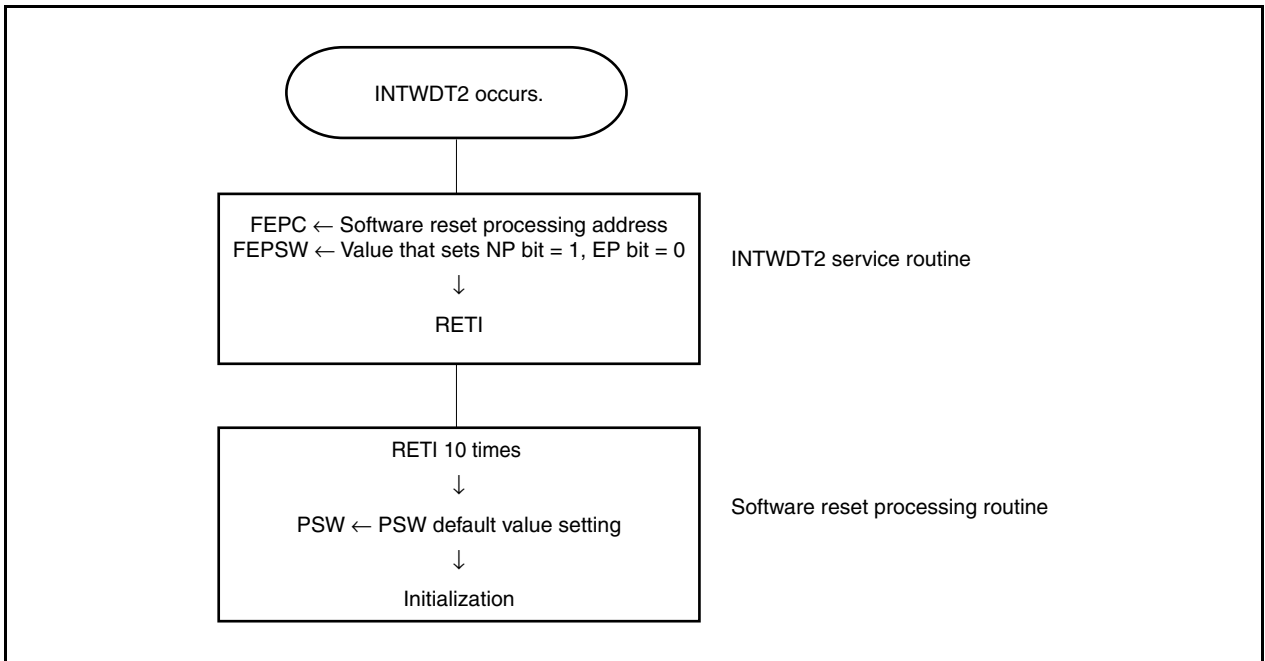 INTWDT2 occurs.
FEPC ← Software reset processing address
FEPSW ← Value that sets NP bit = 1, EP bit = 0
↓
RETI
INTWDT2 service routine
RETI 10 times
↓
PSW ← PSW default value setting
↓
Initialization
Software reset processing routine